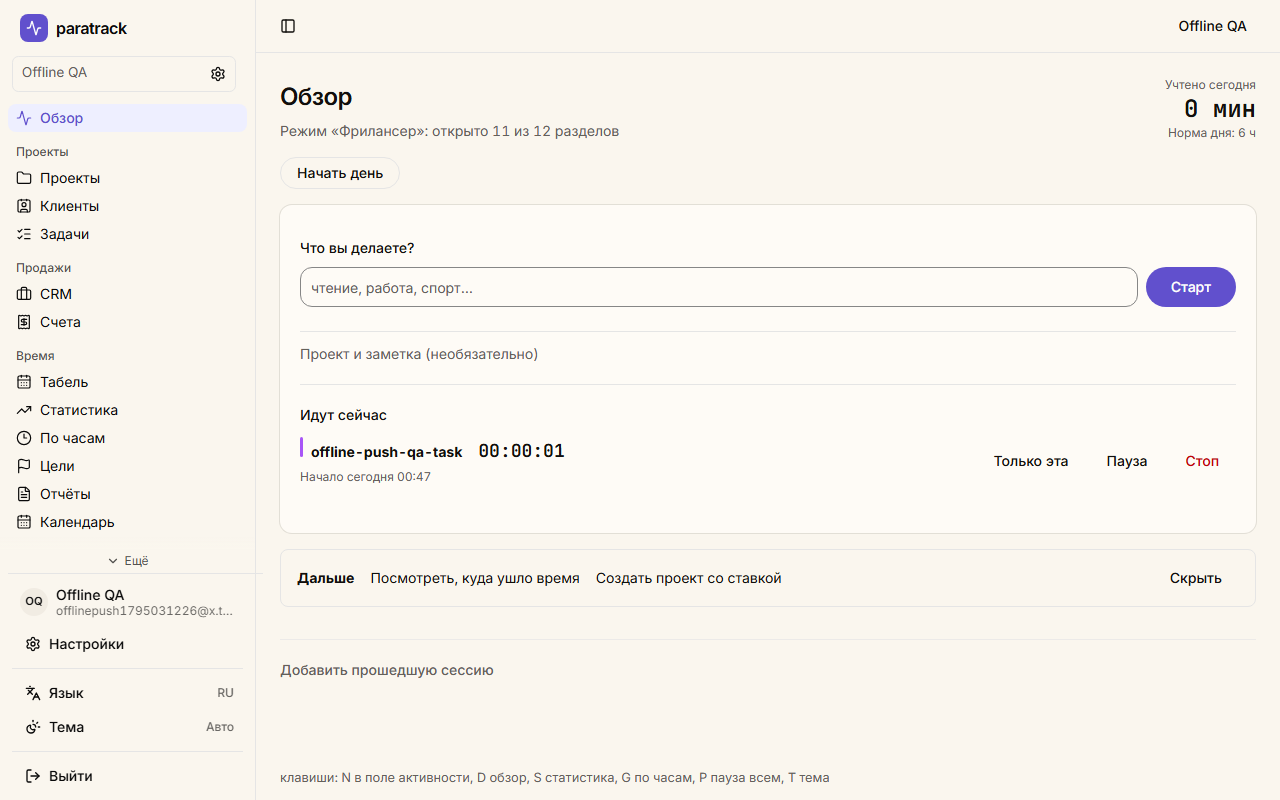 paratrack
Offline QA
Обзор
Проекты
Проекты
Клиенты
Задачи
Продажи
CRM
Счета
Время
Табель
Статистика
По часам
Цели
Отчёты
Календарь
Ещё
OQ
Offline QA
offlinepush1795031226@x.t...
Настройки
Язык RU
Тема Авто
Выйти
Offline QA
Обзор
Режим «Фрилансер»: открыто 11 из 12 разделов
Учтено сегодня
0 мин
Норма дня: 6 ч
Начать день
Что вы делаете?
чтение, работа, спорт...
Старт
Проект и заметка (необязательно)
Идут сейчас
offline-push-qa-task 00:00:01
Начало сегодня 00:47
Только эта Пауза Стоп
Дальше Посмотреть, куда ушло время Создать проект со ставкой Скрыть
Добавить прошедшую сессию
клавиши: N в поле активности, D обзор, S статистика, G по часам, P пауза всем, T тема